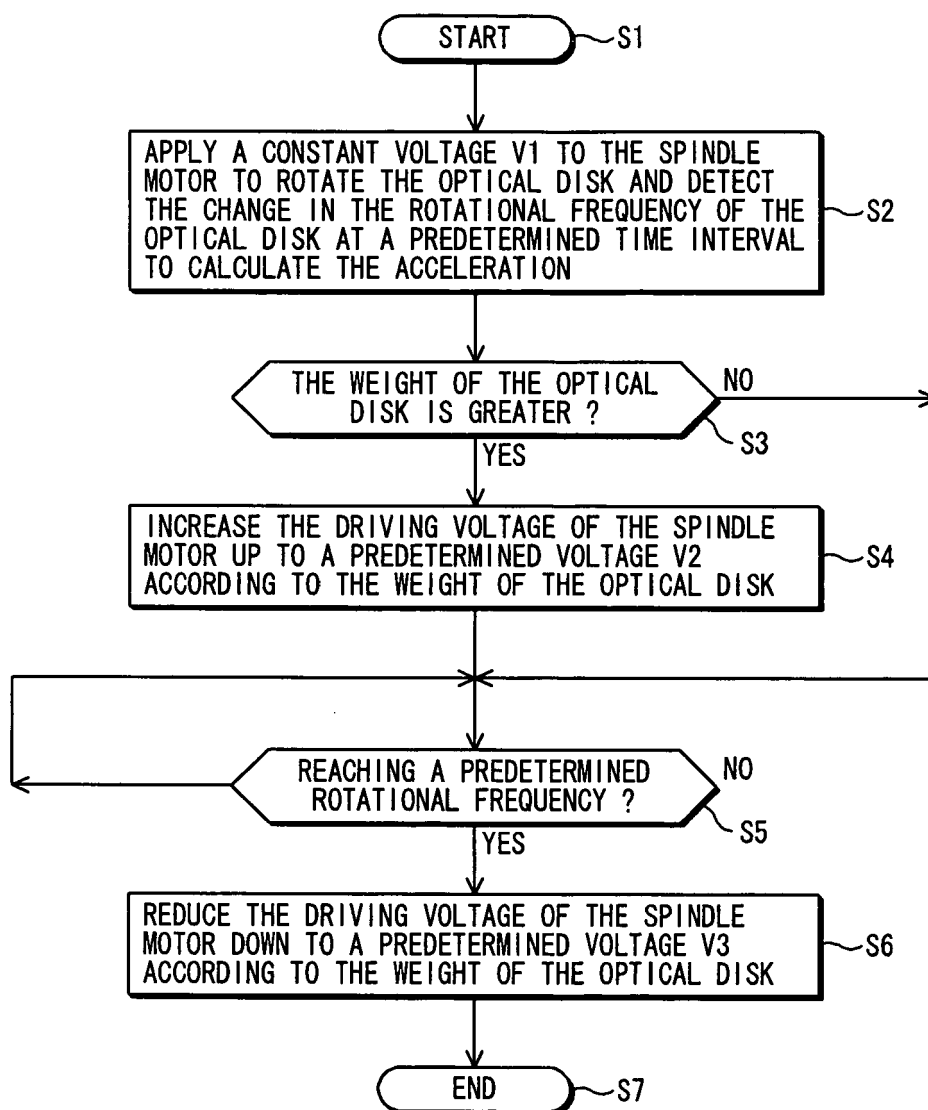 START
S1
APPLY A CONSTANT VOLTAGE V1 TO THE SPINDLE
MOTOR TO ROTATE THE OPTICAL DISK AND DETECT
THE CHANGE IN THE ROTATIONAL FREQUENCY OF THE
OPTICAL DISK AT A PREDETERMINED TIME INTERVAL
TO CALCULATE THE ACCELERATION
S2
THE WEIGHT OF THE OPTICAL
DISK IS GREATER ?
NO
S3
YES
INCREASE THE DRIVING VOLTAGE OF THE SPINDLE
MOTOR UP TO A PREDETERMINED VOLTAGE V2
ACCORDING TO THE WEIGHT OF THE OPTICAL DISK
S4
REACHING A PREDETERMINED
ROTATIONAL FREQUENCY ?
NO
S5
YES
REDUCE THE DRIVING VOLTAGE OF THE SPINDLE
MOTOR DOWN TO A PREDETERMINED VOLTAGE V3
ACCORDING TO THE WEIGHT OF THE OPTICAL DISK
S6
END
S7